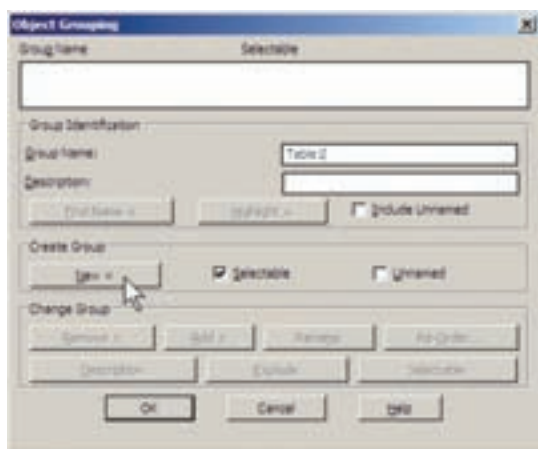 Object Grouping
Group Name Selectable
Group Identification
Group Name:
Description:
Find Name < Highlight < Include Unnamed
Create Group
New < Selectable Unnamed
Change Group
Remove < Add < Rename Re-Order...
Description Explode Selectable
OK Cancel Help